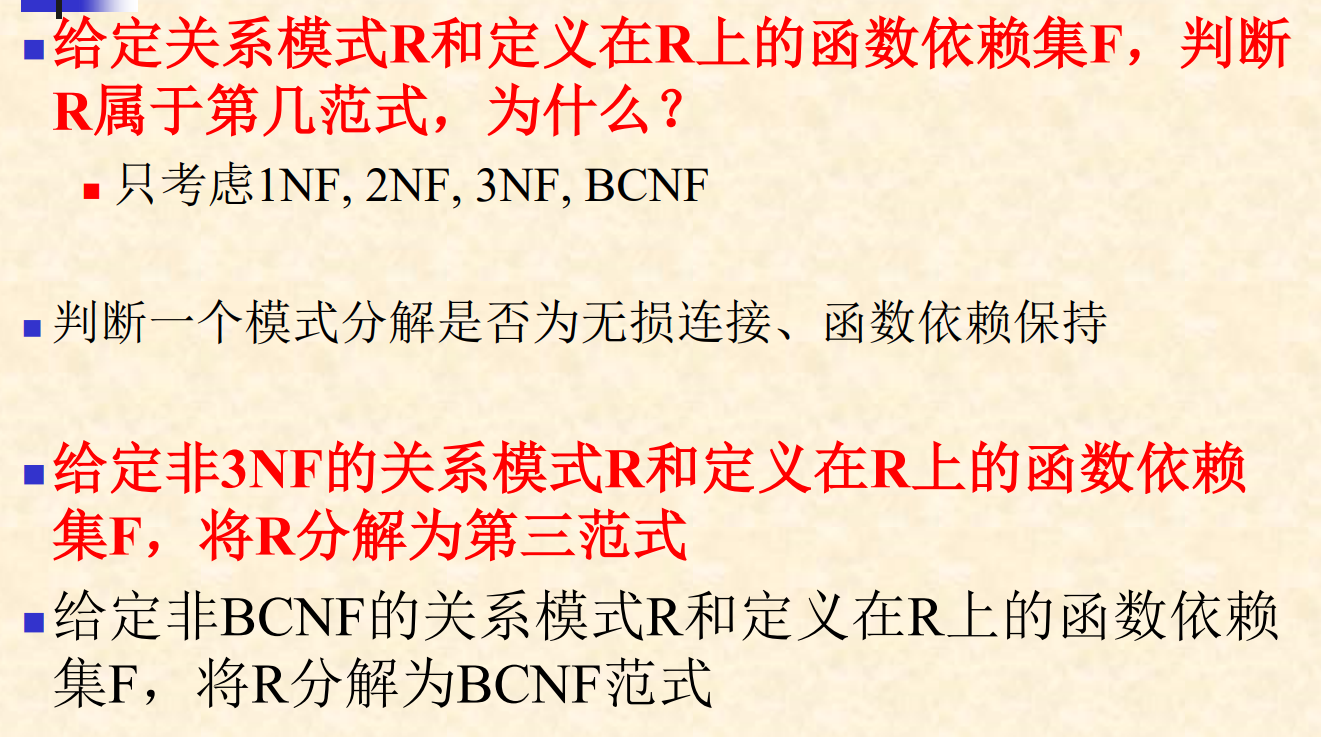 给定关系模式R和定义在R上的函数依赖集F，判断
R属于第几范式，为什么？
只考虑1NF, 2NF, 3NF, BCNF
判断一个模式分解是否为无损连接、函数依赖保持
给定非3NF的关系模式R和定义在R上的函数依赖
集F，将R分解为第三范式
给定非BCNF的关系模式R和定义在R上的函数依赖
集F，将R分解为BCNF范式